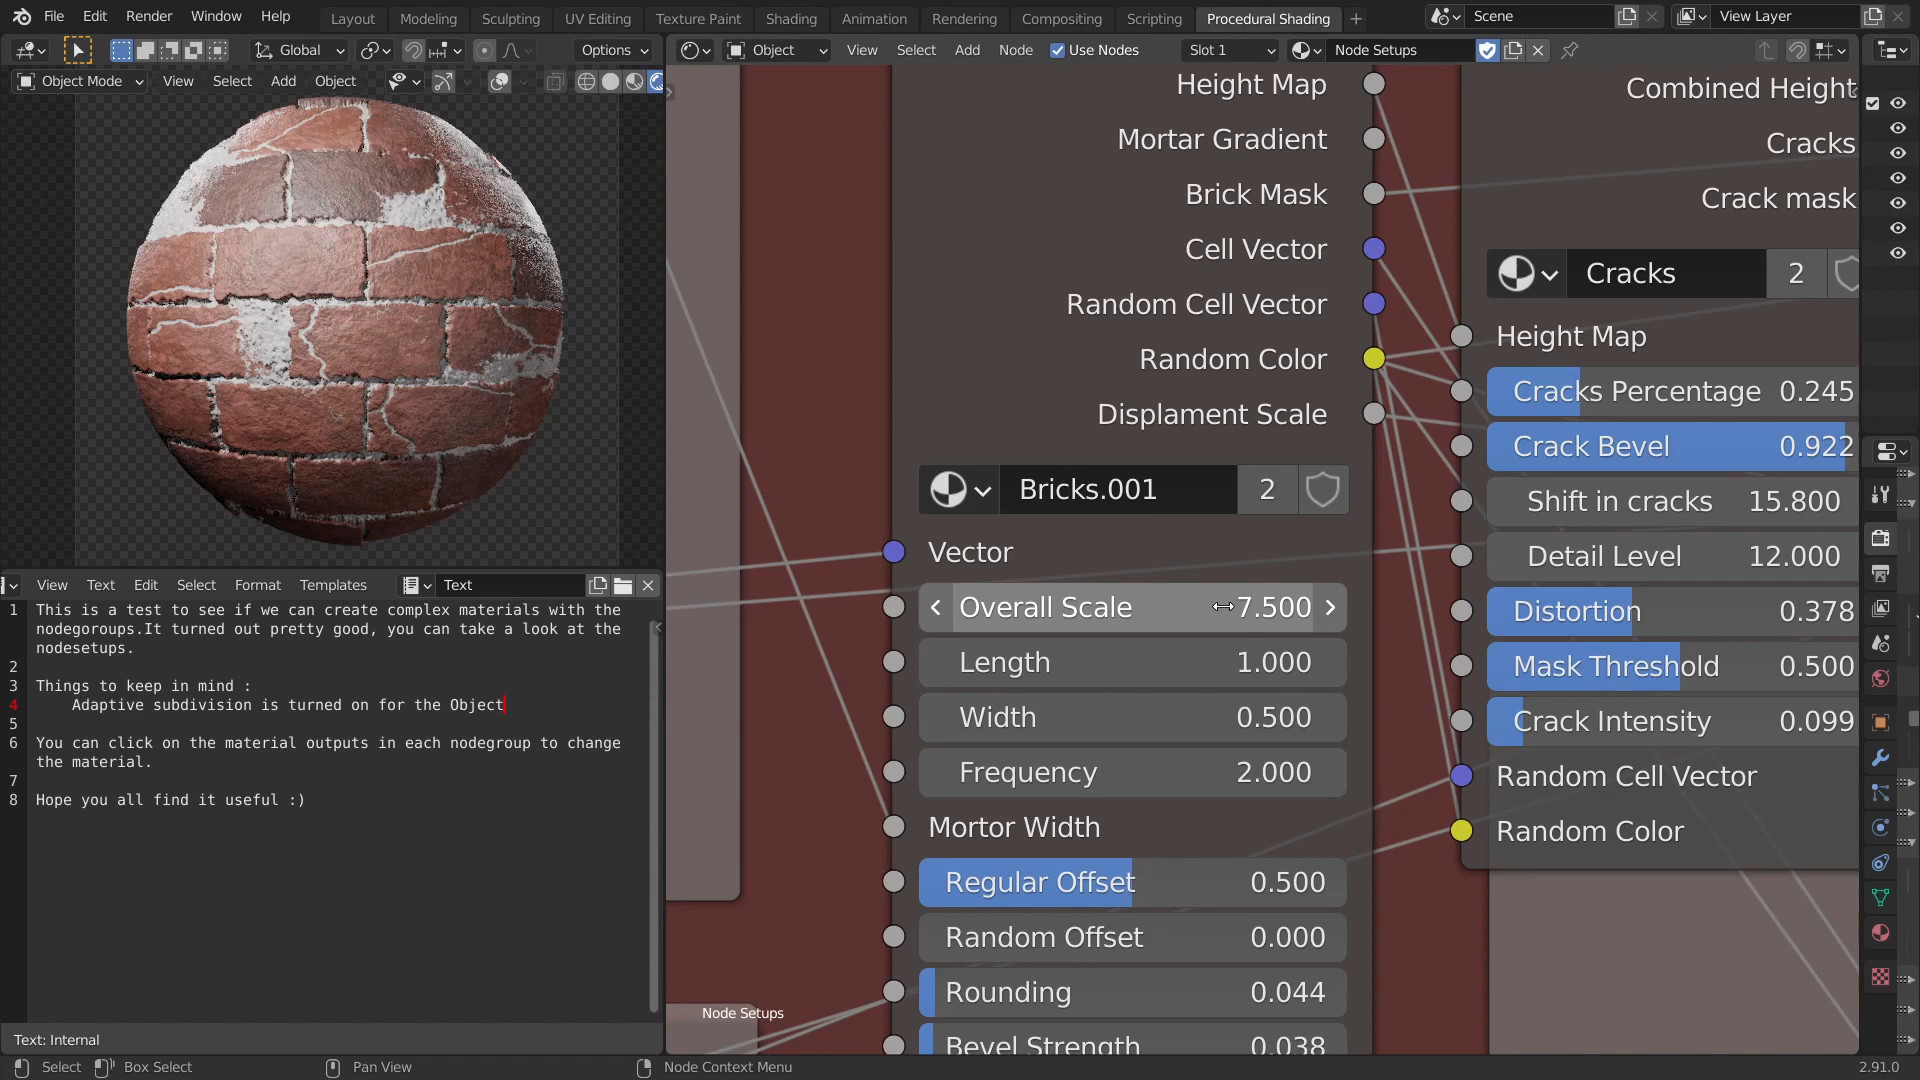 File Edit Render Window Help Layout Modeling Sculpting UV Editing Texture Paint Shading Animation Rendering Compositing Scripting Procedural Shading + Scene View Layer
Global Options Object View Select Add Node Use Nodes Slot 1 Node Setups
Object Mode View Select Add Object
Height Map
Mortar Gradient
Brick Mask
Cell Vector
Random Cell Vector
Random Color
Displament Scale
Bricks.001 2
Vector
Overall Scale 7.500
Length 1.000
Width 0.500
Frequency 2.000
Mortor Width
Regular Offset 0.500
Random Offset 0.000
Rounding 0.044
Bevel Strength 0.038
Combined Height
Cracks
Crack mask
Cracks 2
Height Map
Cracks Percentage 0.245
Crack Bevel 0.922
Shift in cracks 15.800
Detail Level 12.000
Distortion 0.378
Mask Threshold 0.500
Crack Intensity 0.099
Random Cell Vector
Random Color
Node Setups
View Text Edit Select Format Templates Text
1 This is a test to see if we can create complex materials with the
nodegoroups.It turned out pretty good, you can take a look at the
nodesetups.
2
3 Things to keep in mind :
4 Adaptive subdivision is turned on for the Object
5
6 You can click on the material outputs in each nodegroup to change
the material.
7
8 Hope you all find it useful :)
Text: Internal
Select Box Select Pan View Node Context Menu 2.91.0